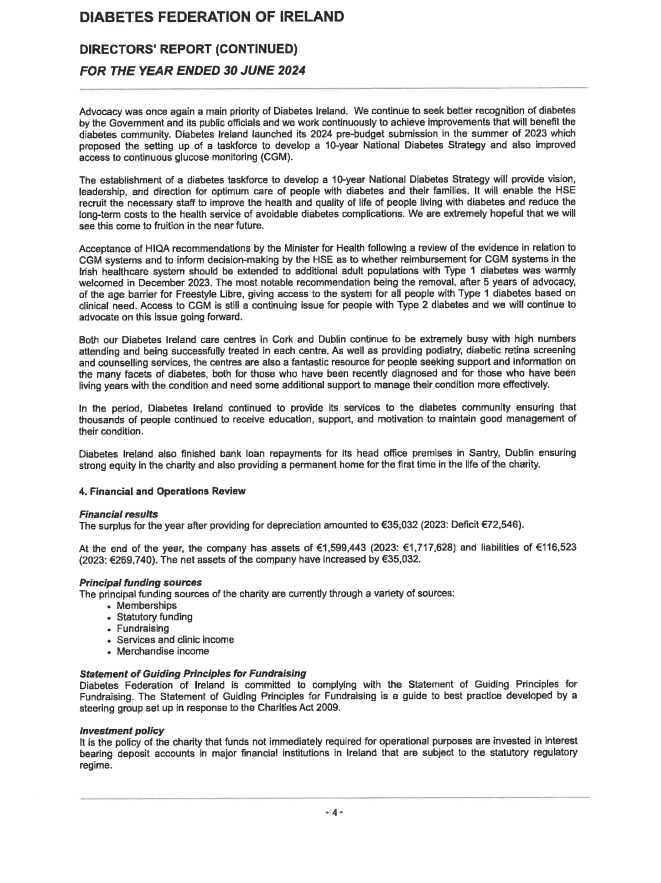 DIABETES FEDERATION OF IRELAND
DIRECTORS' REPORT (CONTINUED)
FOR THE YEAR ENDED 30 JUNE 2024
Advocacy was once again a main priority of Diabetes Ireland. We continue to seek better recognition of diabetes
by the Government and its public officials and we work continuously to achieve improvements that will benefit the
diabetes community. Diabetes Ireland launched its 2024 pre-budget submission in the summer of 2023 which
proposed the setting up of a taskforce to develop a 10-year National Diabetes Strategy and also improved
access to continuous glucose monitoring (CGM).
The establishment of a diabetes taskforce to develop a 10-year National Diabetes Strategy will provide vision,
leadership, and direction for optimum care of people with diabetes and their families. It will enable the HSE
recruit the necessary staff to improve the health and quality of life of people living with diabetes and reduce the
long-term costs to the health service of avoidable diabetes complications. We are extremely hopeful that we will
see this come to fruition in the near future.
Acceptance of HIQA recommendations by the Minister for Health following a review of the evidence in relation to
CGM systems and to inform decision-making by the HSE as to whether reimbursement for CGM systems in the
Irish healthcare system should be extended to additional adult populations with Type 1 diabetes was warmly
welcomed in December 2023. The most notable recommendation being the removal, after 5 years of advocacy,
of the age barrier for Freestyle Libre, giving access to the system for all people with Type 1 diabetes based on
clinical need. Access to CGM is still a continuing issue for people with Type 2 diabetes and we will continue to
advocate on this issue going forward.
Both our Diabetes Ireland care centres in Cork and Dublin continue to be extremely busy with high numbers
attending and being successfully treated in each centre. As well as providing podiatry, diabetic retina screening
and counselling services, the centres are also a fantastic resource for people seeking support and information on
the many facets of diabetes, both for those who have been recently diagnosed and for those who have been
living years with the condition and need some additional support to manage their condition more effectively.
In the period, Diabetes Ireland continued to provide its services to the diabetes community ensuring that
thousands of people continued to receive education, support, and motivation to maintain good management of
their condition.
Diabetes Ireland also finished bank loan repayments for its head office premises in Santry, Dublin ensuring
strong equity in the charity and also providing a permanent home for the first time in the life of the charity.
4. Financial and Operations Review
Financial results
The surplus for the year after providing for depreciation amounted to €35,032 (2023: Deficit €72,546).
At the end of the year, the company has assets of €1,599,443 (2023: €1,717,628) and liabilities of €116,523
(2023: €269,740). The net assets of the company have increased by €35,032.
Principal funding sources
The principal funding sources of the charity are currently through a variety of sources:
• Memberships
• Statutory funding
• Fundraising
• Services and clinic income
• Merchandise income
Statement of Guiding Principles for Fundraising
Diabetes Federation of Ireland is committed to complying with the Statement of Guiding Principles for
Fundraising. The Statement of Guiding Principles for Fundraising is a guide to best practice developed by a
steering group set up in response to the Charities Act 2009.
Investment policy
It is the policy of the charity that funds not immediately required for operational purposes are invested in interest
bearing deposit accounts in major financial institutions in Ireland that are subject to the statutory regulatory
regime.
- 4 -